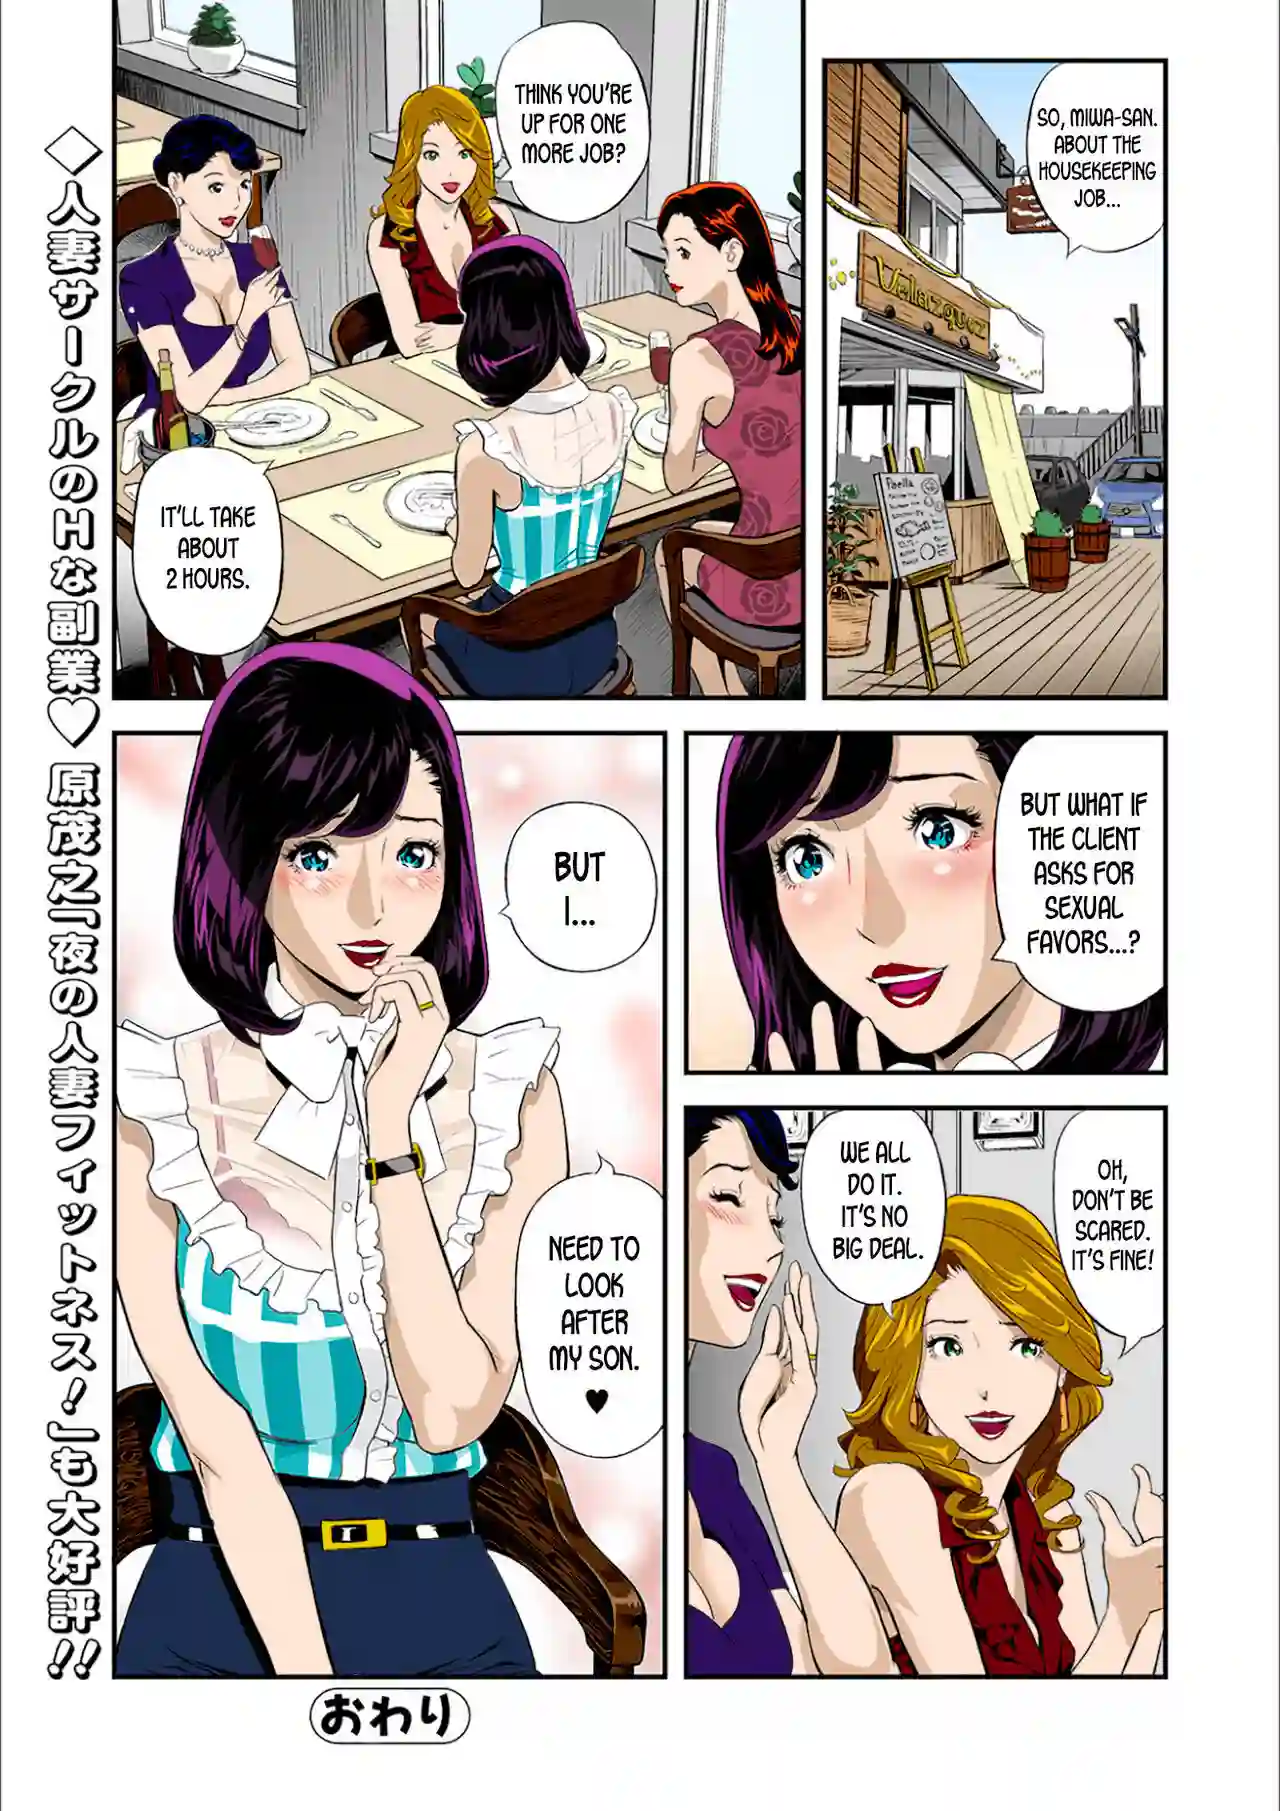 SO, MIWA-SAN.
ABOUT THE
HOUSEKEEPING
JOB...
Velazquez
Paella
THINK YOU'RE
UP FOR ONE
MORE JOB?
IT'LL TAKE
ABOUT
2 HOURS.
BUT WHAT IF
THE CLIENT
ASKS FOR
SEXUAL
FAVORS...?
BUT
I...
NEED TO
LOOK
AFTER
MY SON.
♥
OH,
DON'T BE
SCARED.
IT'S FINE!
WE ALL
DO IT.
IT'S NO
BIG DEAL.
◆人妻サークルのHな副業♡ 原茂之「夜の人妻フィットネス！」も大好評!!
おわり